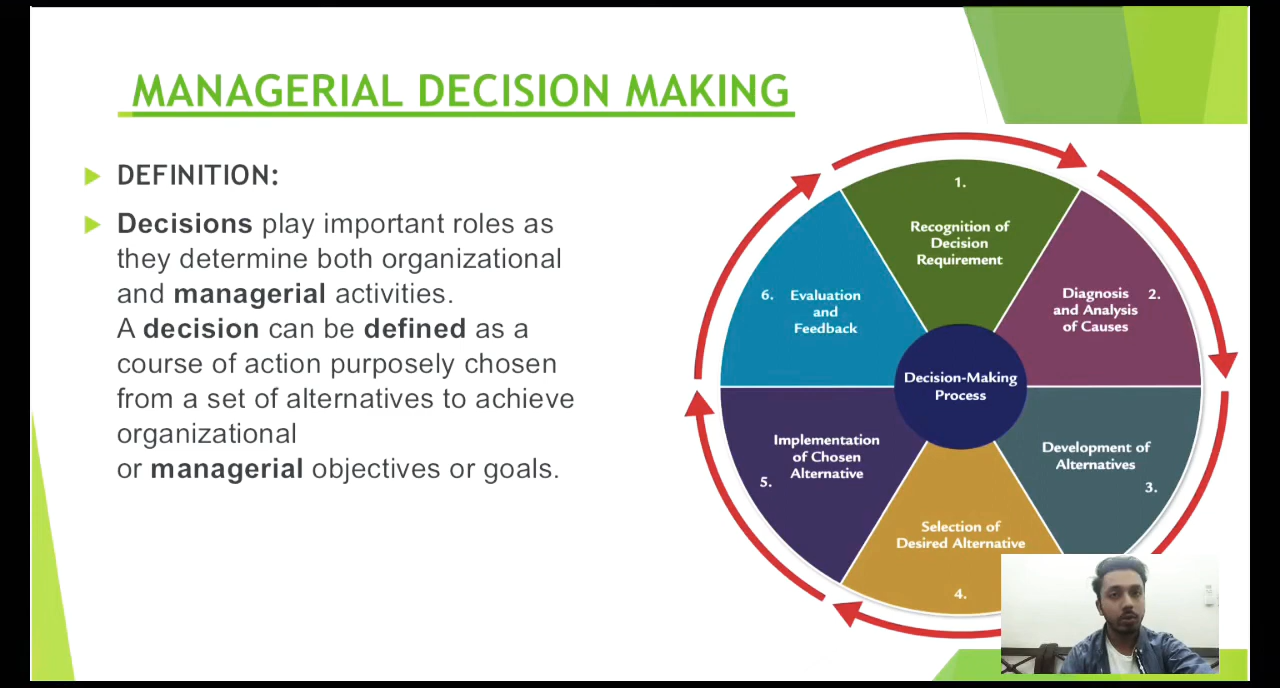 MANAGERIAL DECISION MAKING
DEFINITION:
Decisions play important roles as
they determine both organizational
and managerial activities.
A decision can be defined as a
course of action purposely chosen
from a set of alternatives to achieve
organizational
or managerial objectives or goals.
1.
Recognition of
Decision
Requirement
2.
Diagnosis
and Analysis
of Causes
Development of
Alternatives
3.
Selection of
Desired Alternative
4.
Implementation
of Chosen
Alternative
5.
6.
Evaluation
and
Feedback
Decision-Making
Process